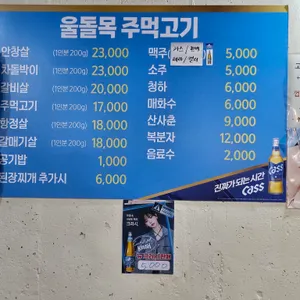 울돌목 주먹고기
안창살 (1인분 200g) 23,000
차돌박이 (1인분 200g) 23,000
갈비살 (1인분 200g) 20,000
주먹고기 (1인분 200g) 17,000
항정살 (1인분 200g) 18,000
갈매기살 (1인분 200g) 18,000
공기밥 1,000
된장찌개 추가시 6,000
맥주 5,000
소주 5,000
청하 6,000
매화수 6,000
산사춘 9,000
복분자 12,000
음료수 2,000
진짜가 되는 시간
Cass
5,000